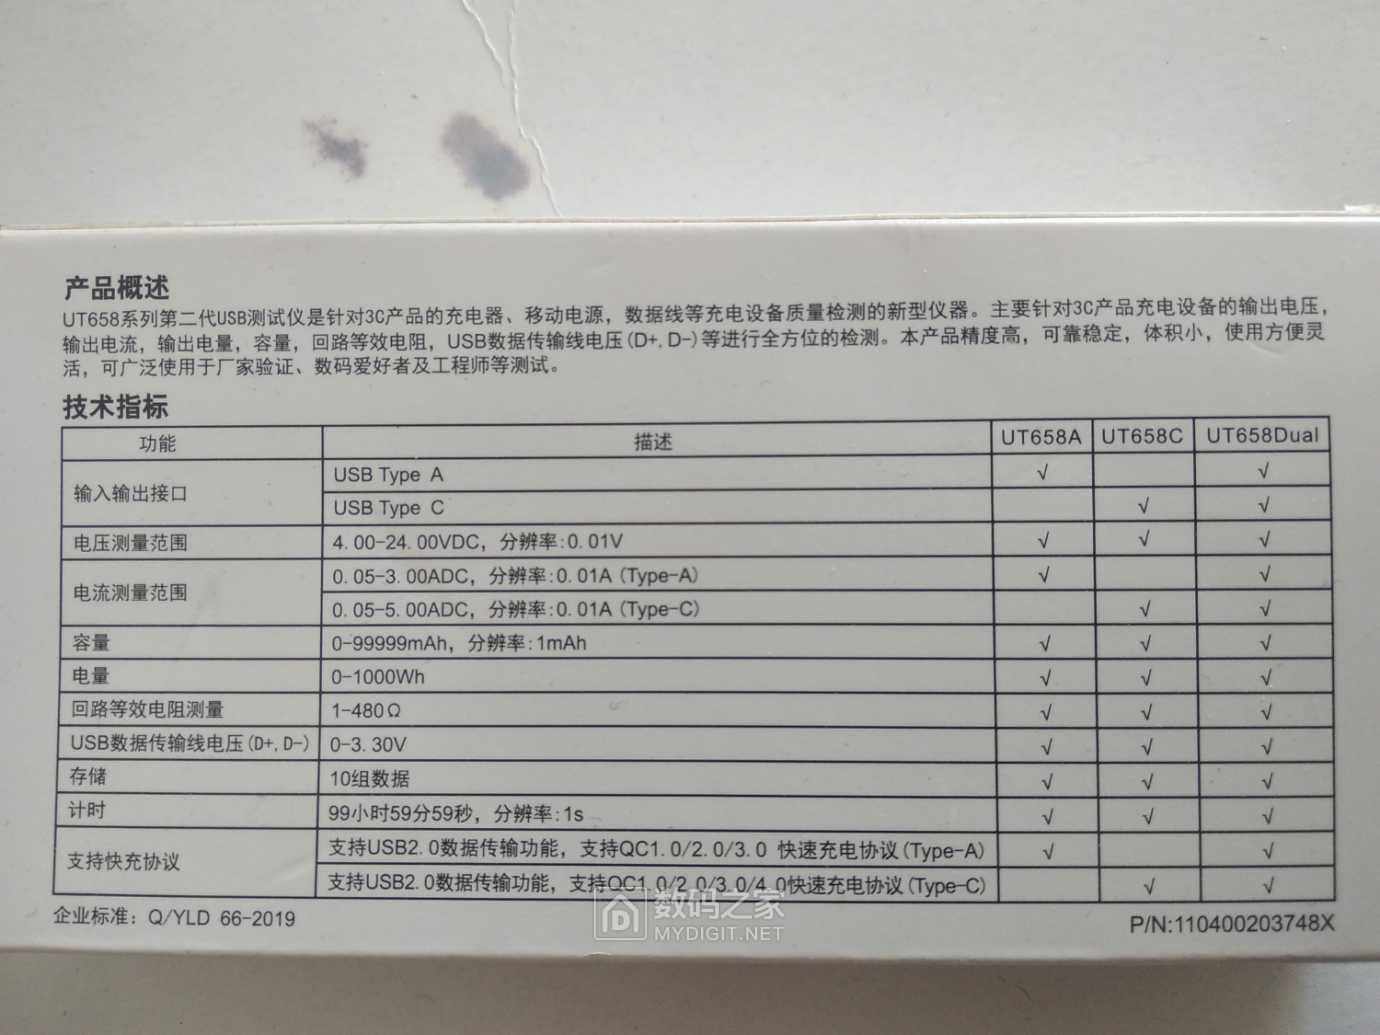 产品概述
UT658系列第二代USB测试仪是针对3C产品的充电器、移动电源，数据线等充电设备质量检测的新型仪器。主要针对3C产品充电设备的输出电压，
输出电流，输出电量，容量，回路等效电阻，USB数据传输线电压(D+, D-)等进行全方位的检测。本产品精度高，可靠稳定，体积小，使用方便灵
活，可广泛使用于厂家验证、数码爱好者及工程师等测试。
技术指标
功能 描述 UT658A UT658C UT658Dual
输入输出接口 USB Type A √ √
USB Type C √ √
电压测量范围 4.00-24.00VDC，分辨率:0.01V √ √ √
电流测量范围 0.05-3.00ADC，分辨率:0.01A (Type-A) √ √
0.05-5.00ADC，分辨率:0.01A (Type-C) √ √
容量 0-99999mAh，分辨率:1mAh √ √ √
电量 0-1000Wh √ √ √
回路等效电阻测量 1-480Ω √ √ √
USB数据传输线电压(D+, D-) 0-3.30V √ √ √
存储 10组数据 √ √ √
计时 99小时59分59秒，分辨率:1s √ √ √
支持快充协议 支持USB2.0数据传输功能，支持QC1.0/2.0/3.0 快速充电协议(Type-A) √ √
支持USB2.0数据传输功能，支持QC1.0/2.0/3.0/4.0快速充电协议(Type-C) √ √
企业标准：Q/YLD 66-2019 P/N:110400203748X
数码之家
MYDIGIT.NET